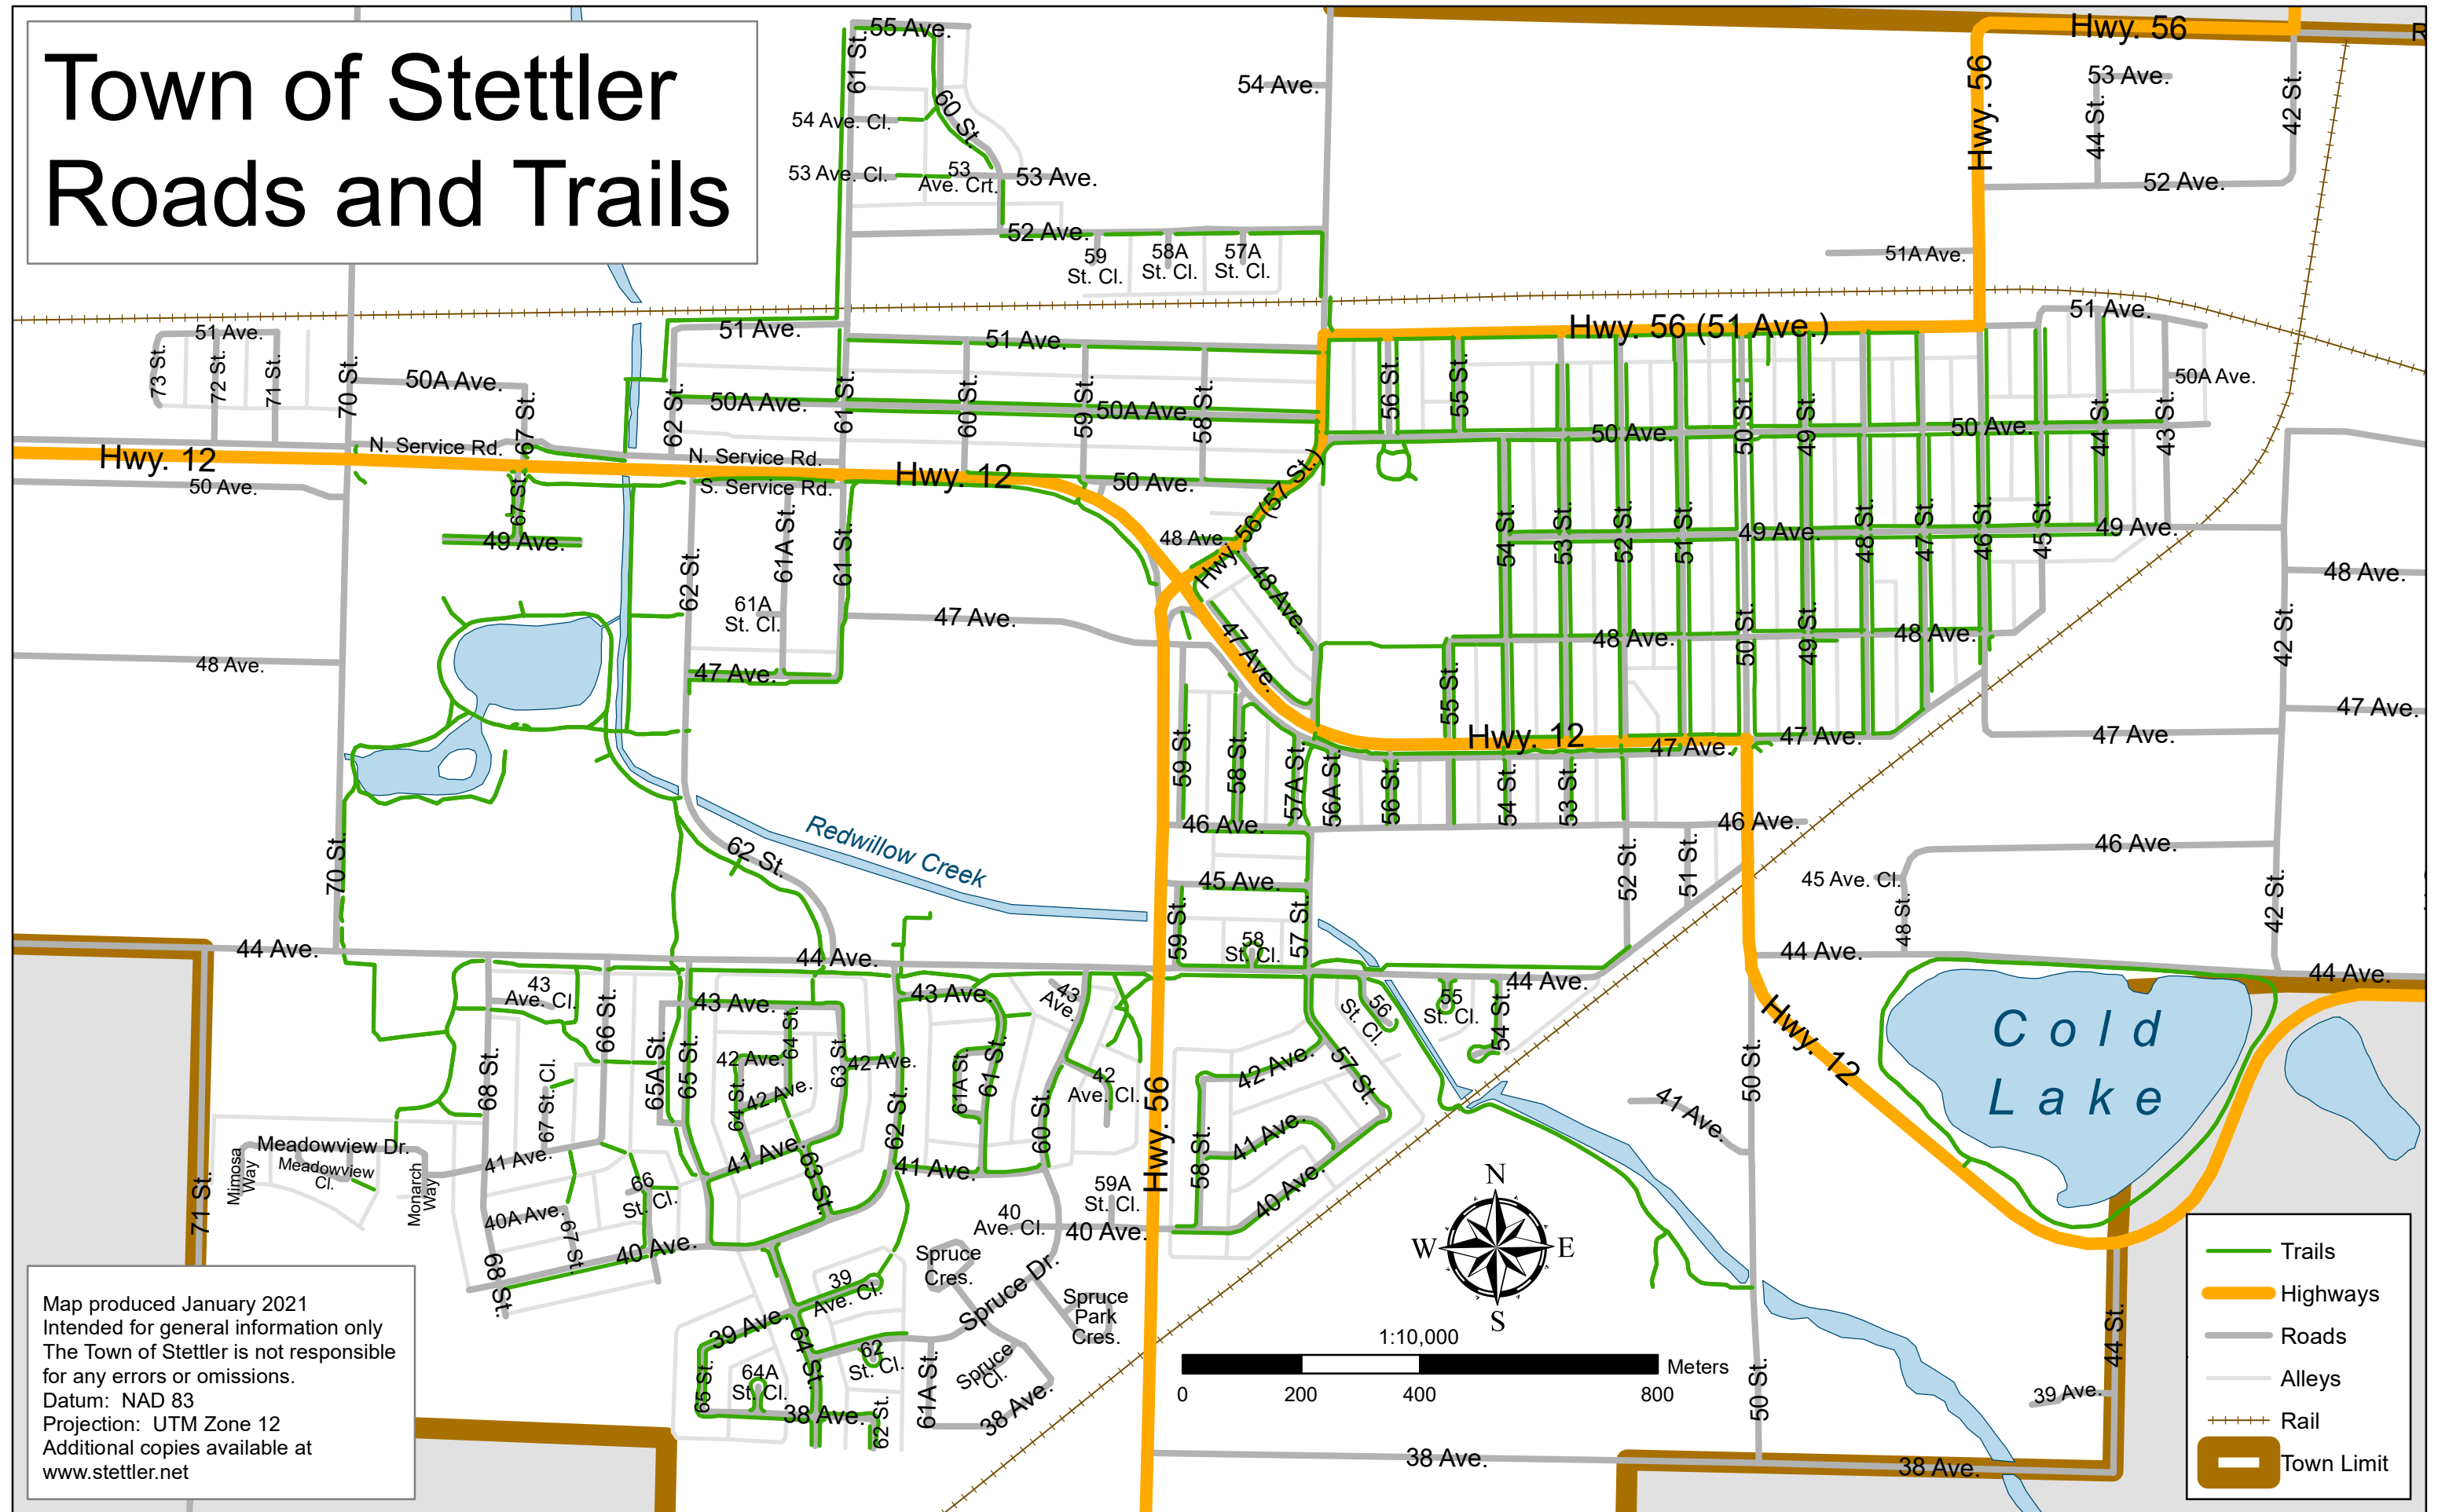 Town of Stettler
Roads and Trails
55 Ave.
61 St.
60 St.
54 Ave. Cl.
53 Ave. Cl.
53
Ave. Crt.
53 Ave.
52 Ave.
59
St. Cl.
58A
St. Cl.
57A
St. Cl.
54 Ave.
Hwy. 56
Hwy. 56
53 Ave.
44 St.
42 St.
52 Ave.
51A Ave.
51 Ave.
73 St.
72 St.
71 St.
70 St.
50A Ave.
67 St.
N. Service Rd.
Hwy. 12
50 Ave.
51 Ave.
51 Ave.
62 St.
50A Ave.
61 St.
60 St.
59 St.
50A Ave.
58 St.
N. Service Rd.
S. Service Rd.
Hwy. 12
50 Ave.
Hwy. 56 (57 St.)
Hwy. 56 (51 Ave.)
56 St.
55 St.
50 Ave.
50 St.
49 St.
50 Ave.
51 Ave.
50A Ave.
44 St.
43 St.
67 St.
49 Ave.
62 St.
61A St.
61 St.
61A
St. Cl.
47 Ave.
47 Ave.
48 Ave.
48 Ave.
48 Ave.
47 Ave.
54 St.
53 St.
52 St.
51 St.
49 Ave.
48 St.
47 St.
46 St.
45 St.
49 Ave.
48 Ave.
50 St.
49 St.
48 Ave.
48 Ave.
42 St.
47 Ave.
47 Ave.
55 St.
Hwy. 12
47 Ave.
47 Ave.
59 St.
58 St.
57A St.
56A St.
56 St.
54 St.
53 St.
46 Ave.
46 Ave.
52 St.
51 St.
46 Ave.
45 Ave. Cl.
48 St.
42 St.
45 Ave.
59 St.
58
St. Cl.
57 St.
Redwillow Creek
62 St.
70 St.
44 Ave.
44 Ave.
44 Ave.
44 Ave.
44 Ave.
43
Ave. Cl.
66 St.
43 Ave.
43 Ave.
43
Ave.
56
St. Cl.
55
St. Cl.
54 St.
68 St.
67 St. Cl.
65A St.
65 St.
42 Ave.
64 St.
64 St.
42 Ave.
63 St.
42 Ave.
62 St.
61A St.
61 St.
60 St.
42
Ave. Cl.
Hwy. 56
42 Ave.
57 St.
58 St.
41 Ave.
40 Ave.
50 St.
Hwy. 12
41 Ave.
Cold
Lake
71 St.
Mimosa
Way
Meadowview Dr.
Meadowview
Cl.
Monarch
Way
41 Ave.
66
St. Cl.
41 Ave.
63 St.
41 Ave.
40A Ave.
67 St.
68 St.
40 Ave.
40
Ave. Cl.
59A
St. Cl.
40 Ave.
Spruce
Cres.
Spruce Dr.
Spruce
Park
Cres.
Spruce
Cl.
39
Ave. Cl.
39 Ave.
64 St.
62
St. Cl.
65 St.
64A
St. Cl.
38 Ave.
62 St.
61A St.
38 Ave.
N
W
E
S
1:10,000
Meters
0
200
400
800
50 St.
38 Ave.
38 Ave.
39 Ave.
44 St.
Map produced January 2021
Intended for general information only
The Town of Stettler is not responsible
for any errors or omissions.
Datum: NAD 83
Projection: UTM Zone 12
Additional copies available at
www.stettler.net
Trails
Highways
Roads
Alleys
Rail
Town Limit